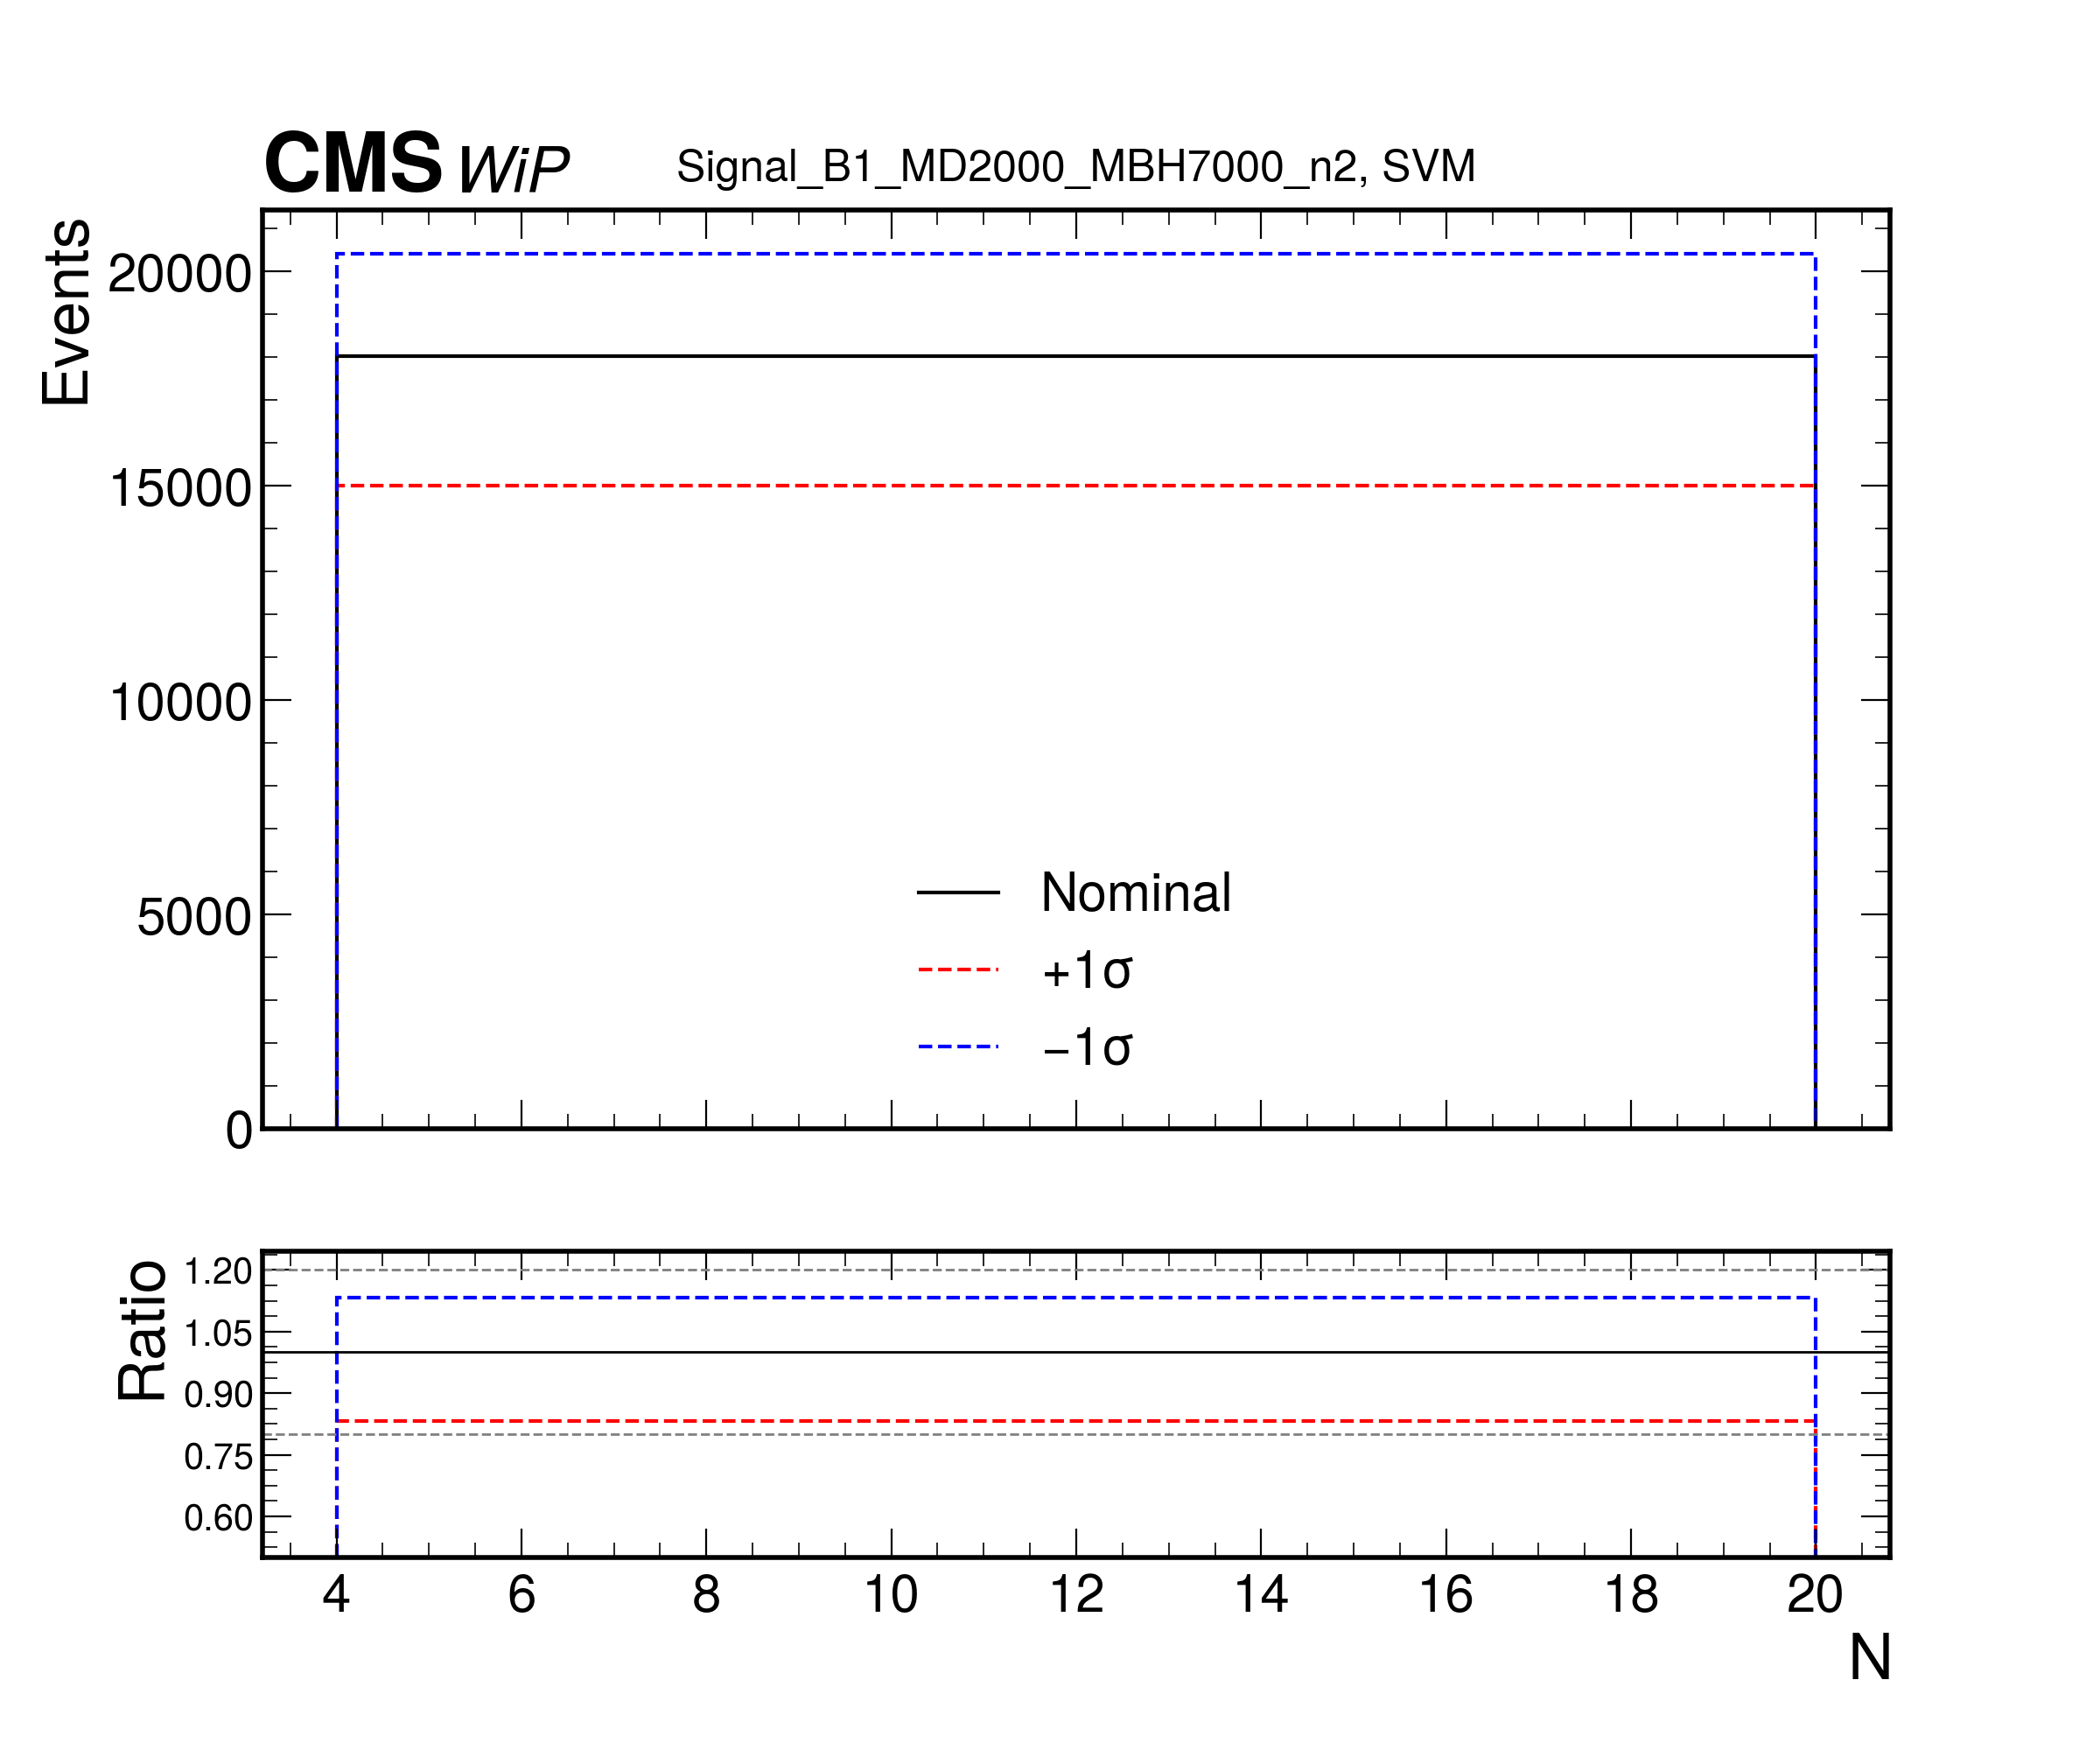 CMS WiP Signal_B1_MD2000_MBH7000_n2, SVM
Events
20000
15000
10000
5000
0
Nominal
+1σ
−1σ
Ratio
1.20
1.05
0.90
0.75
0.60
4 6 8 10 12 14 16 18 20
N